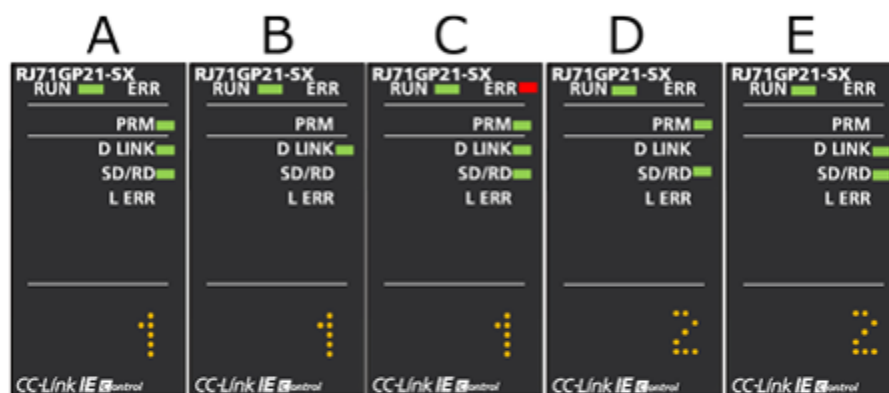 A B C D E
RJ71GP21-SX RJ71GP21-SX RJ71GP21-SX RJ71GP21-SX RJ71GP21-SX
RUN ERR RUN ERR RUN ERR RUN ERR RUN ERR
PRM PRM PRM PRM PRM
D LINK D LINK D LINK D LINK D LINK
SD/RD SD/RD SD/RD SD/RD SD/RD
L ERR L ERR L ERR L ERR L ERR
1 1 1 2 2
CC-Link IE Control CC-Link IE Control CC-Link IE Control CC-Link IE Control CC-Link IE Control